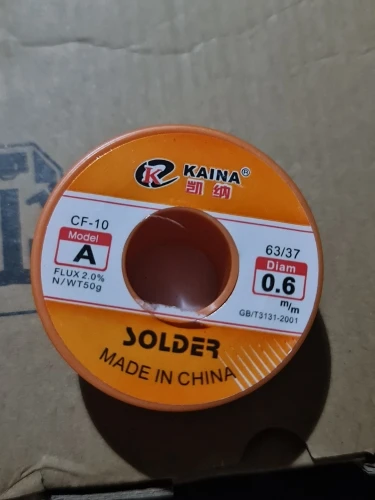 KAINA®
凯纳
CF-10
Model
A
FLUX 2.0%
N/WT50g
63/37
Diam
0.6
m/m
GB/T3131-2001
SOLDER
MADE IN CHINA